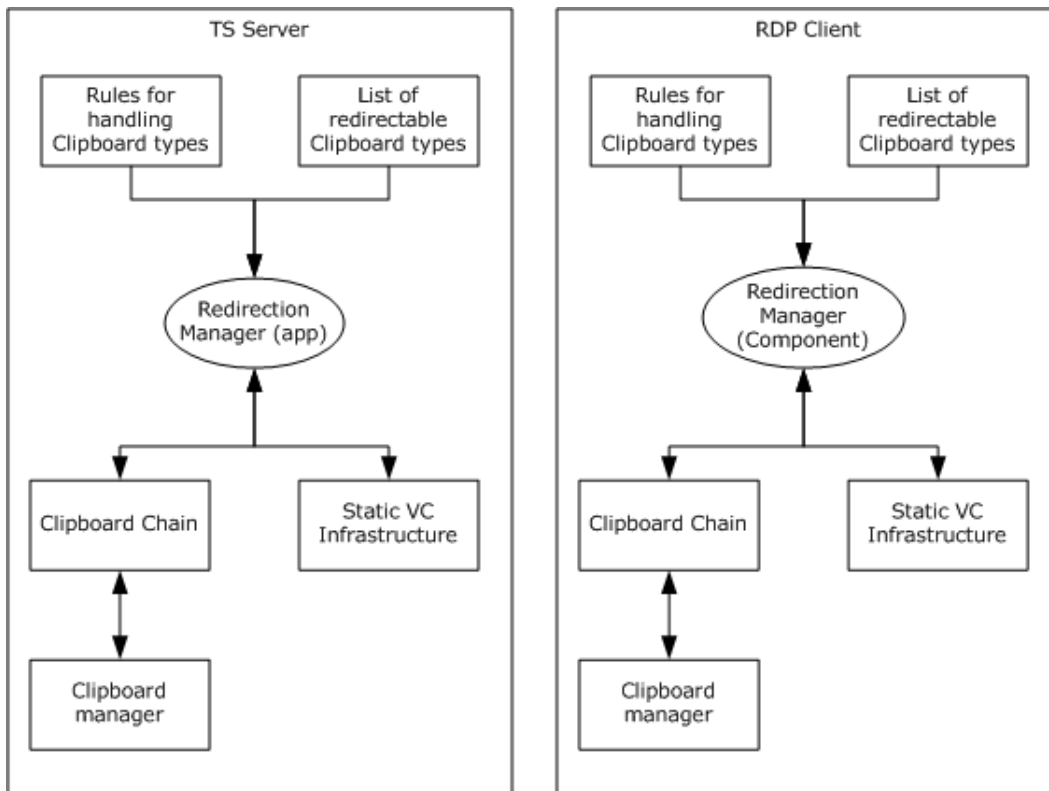 TS Server
Rules for
handling
Clipboard types
List of
redirectable
Clipboard types
Redirection
Manager (app)
Clipboard Chain
Static VC
Infrastructure
Clipboard
manager
RDP Client
Rules for
handling
Clipboard types
List of
redirectable
Clipboard types
Redirection
Manager
(Component)
Clipboard Chain
Static VC
Infrastructure
Clipboard
manager